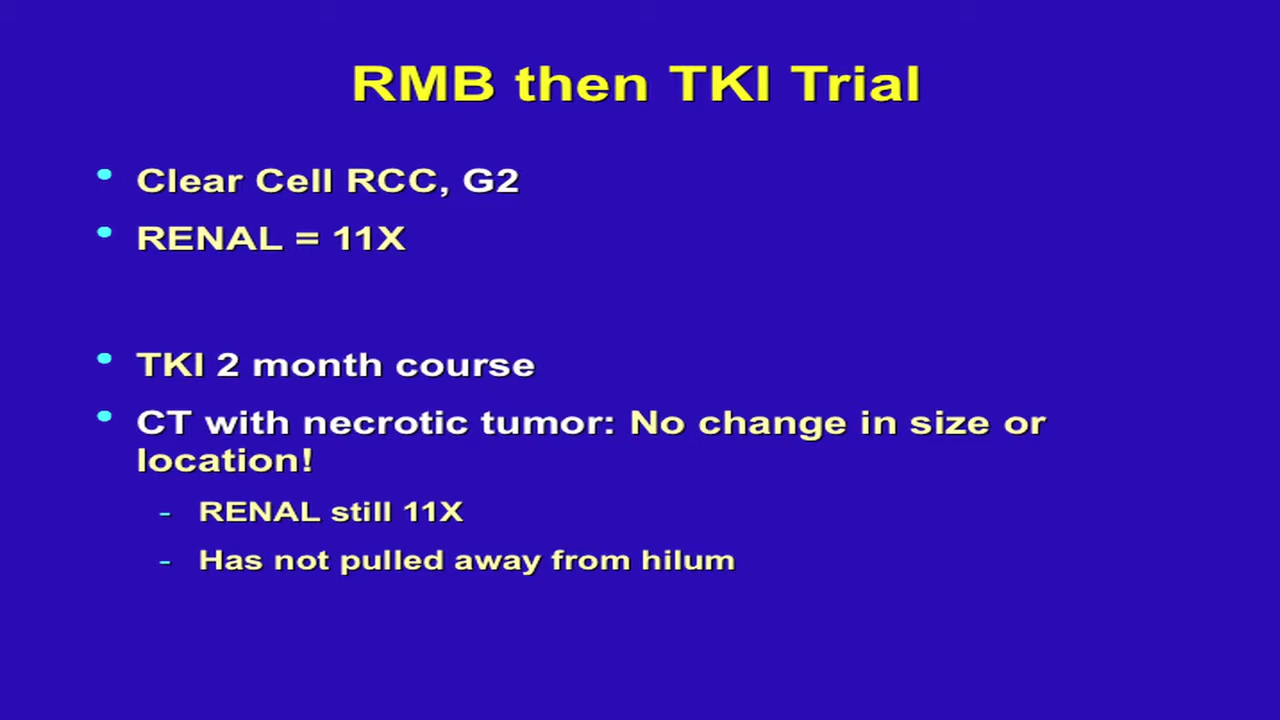 RMB then TKI Trial
• Clear Cell RCC, G2
• RENAL = 11X
• TKI 2 month course
• CT with necrotic tumor: No change in size or
location!
- RENAL still 11X
- Has not pulled away from hilum